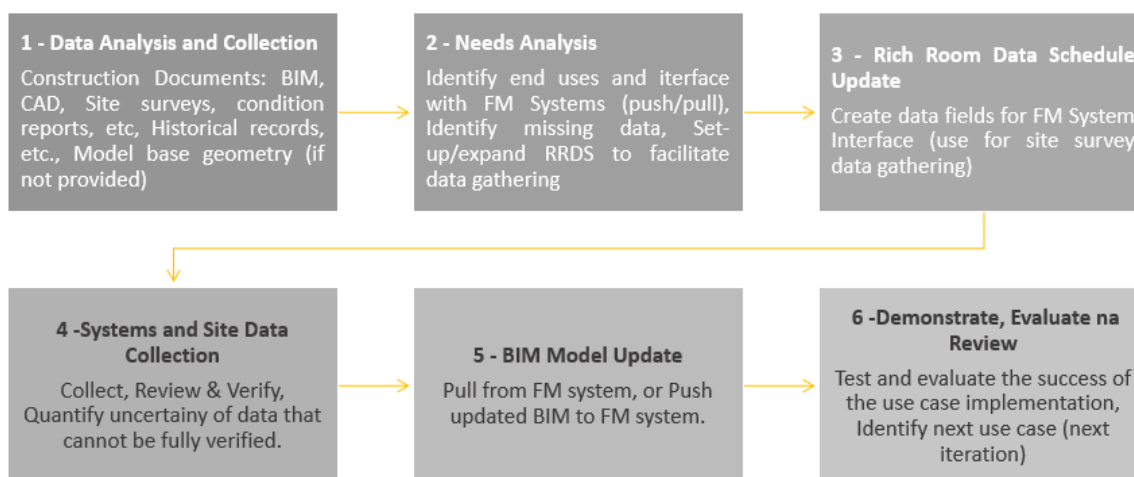 1 - Data Analysis and Collection
Construction Documents: BIM,
CAD, Site surveys, condition
reports, etc, Historical records,
etc., Model base geometry (if
not provided)
2 - Needs Analysis
Identify end uses and iterface
with FM Systems (push/pull),
Identify missing data, Set-
up/expand RRDS to facilitate
data gathering
3 - Rich Room Data Schedule
Update
Create data fields for FM System
Interface (use for site survey
data gathering)
4 -Systems and Site Data
Collection
Collect, Review & Verify,
Quantify uncertainy of data that
cannot be fully verified.
5 - BIM Model Update
Pull from FM system, or Push
updated BIM to FM system.
6 -Demonstrate, Evaluate na
Review
Test and evaluate the success of
the use case implementation,
Identify next use case (next
iteration)